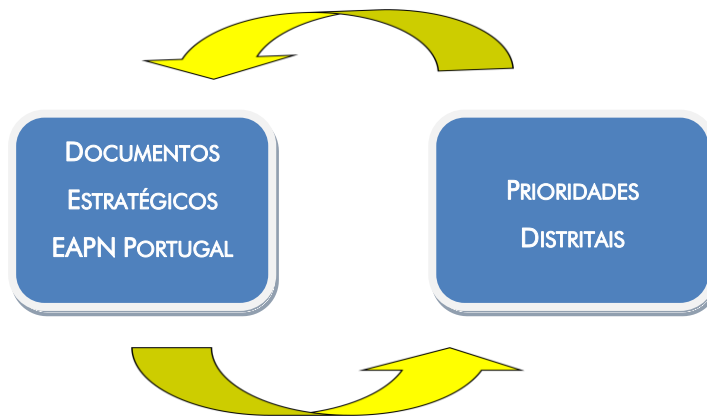 DOCUMENTOS
ESTRATÉGICOS
EAPN PORTUGAL
PRIORIDADES
DISTRITAIS